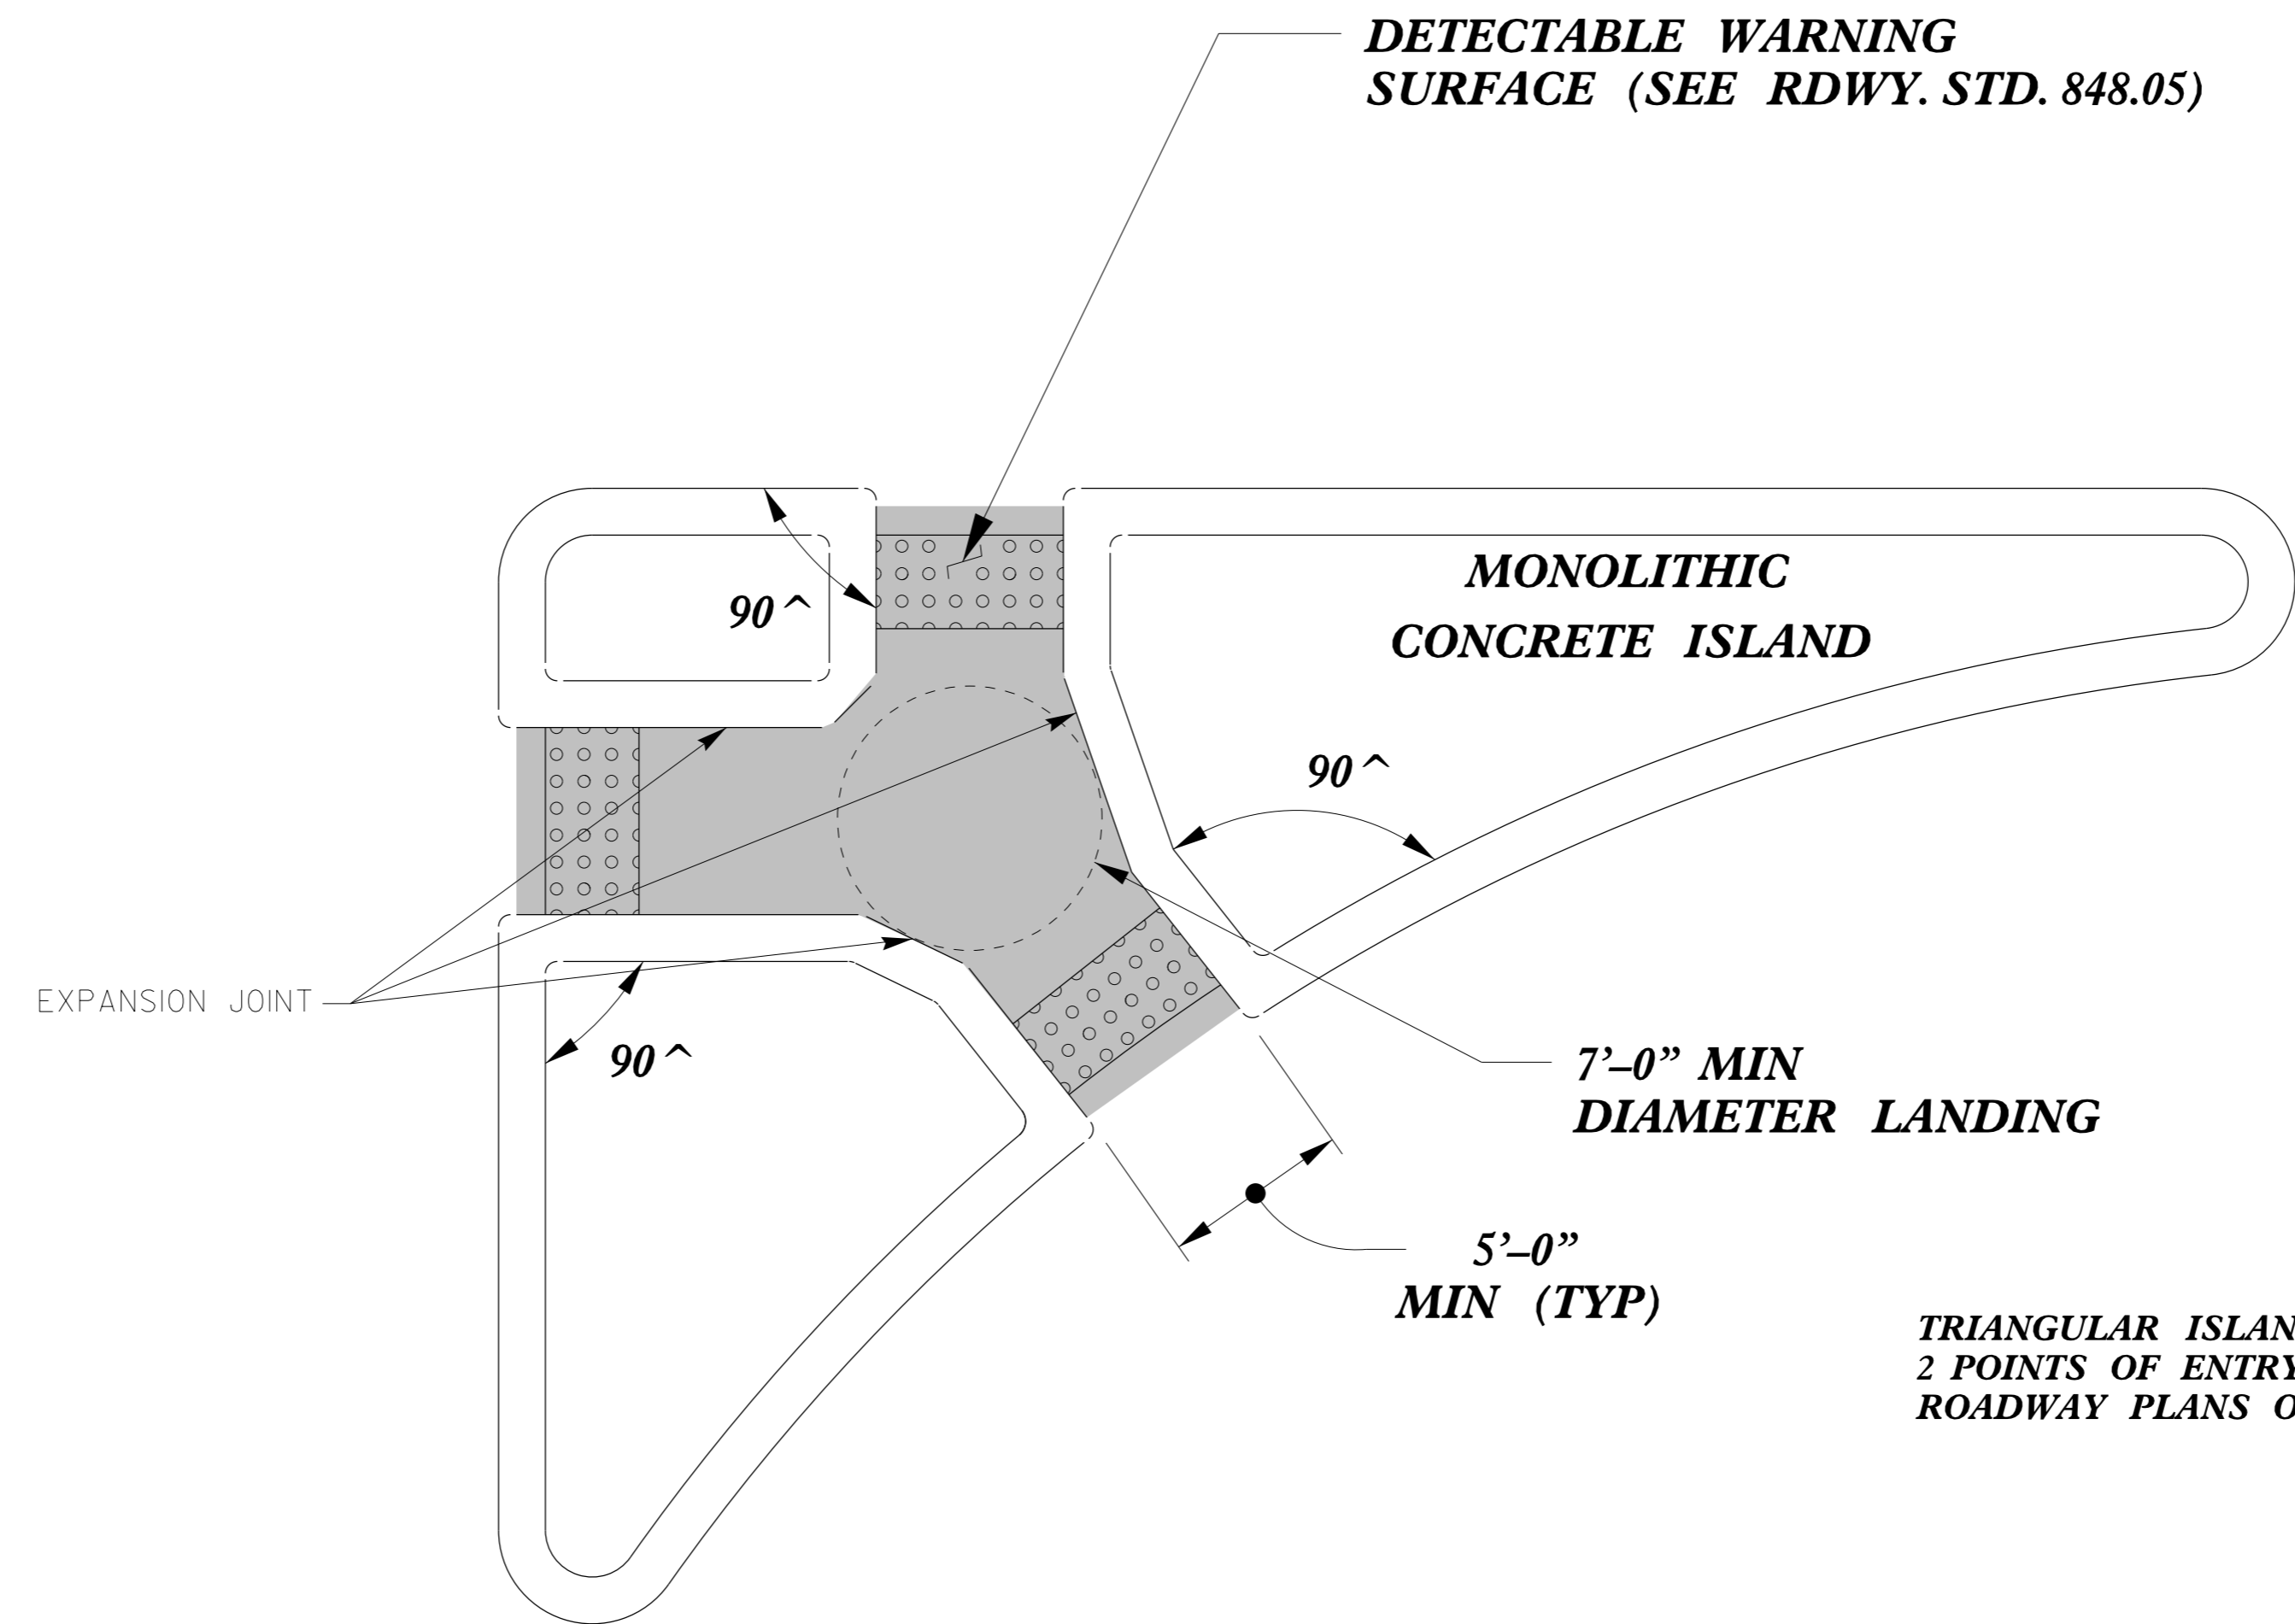 DETECTABLE WARNING
SURFACE (SEE RDWY. STD. 848.05)
MONOLITHIC
CONCRETE ISLAND
90^
90^
EXPANSION JOINT
90^
7’–0” MIN
DIAMETER LANDING
5’–0”
MIN (TYP)
TRIANGULAR
2 POINTS OF ENTRY
ROADWAY PLANS